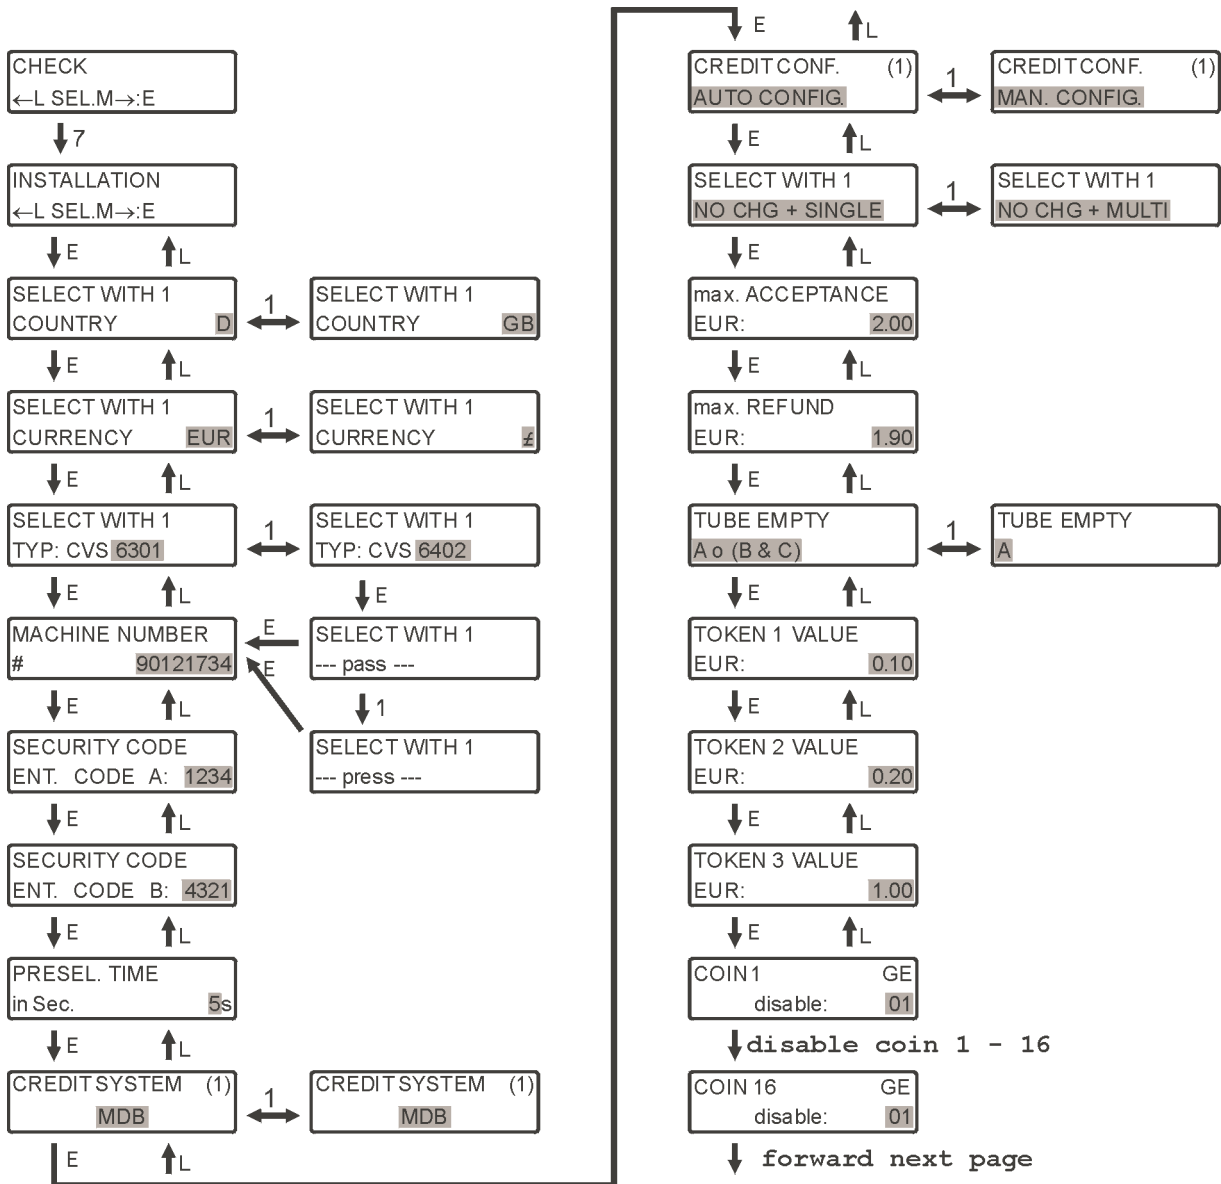 CHECK
←L SEL.M→:E
7
INSTALLATION
←L SEL.M→:E
E L
SELECT WITH 1
COUNTRY D
1
SELECT WITH 1
COUNTRY GB
E L
SELECT WITH 1
CURRENCY EUR
1
SELECT WITH 1
CURRENCY £
E L
SELECT WITH 1
TYP: CVS 6301
1
SELECT WITH 1
TYP: CVS 6402
E L
E
MACHINE NUMBER
# 90121734
E
E
SELECT WITH 1
--- pass ---
E L
1
SECURITY CODE
ENT. CODE A: 1234
SELECT WITH 1
--- press ---
E L
SECURITY CODE
ENT. CODE B: 4321
E L
PRESEL. TIME
in Sec. 5s
E L
CREDIT SYSTEM (1)
MDB
1
CREDIT SYSTEM (1)
MDB
E L
E L
CREDIT CONF. (1)
AUTO CONFIG.
1
CREDIT CONF. (1)
MAN. CONFIG.
E L
SELECT WITH 1
NO CHG + SINGLE
1
SELECT WITH 1
NO CHG + MULTI
E L
max. ACCEPTANCE
EUR: 2.00
E L
max. REFUND
EUR: 1.90
E L
TUBE EMPTY
A o (B & C)
1
TUBE EMPTY
A
E L
TOKEN 1 VALUE
EUR: 0.10
E L
TOKEN 2 VALUE
EUR: 0.20
E L
TOKEN 3 VALUE
EUR: 1.00
E L
COIN 1 GE
disable: 01
disable coin 1 - 16
COIN 16 GE
disable: 01
forward next page